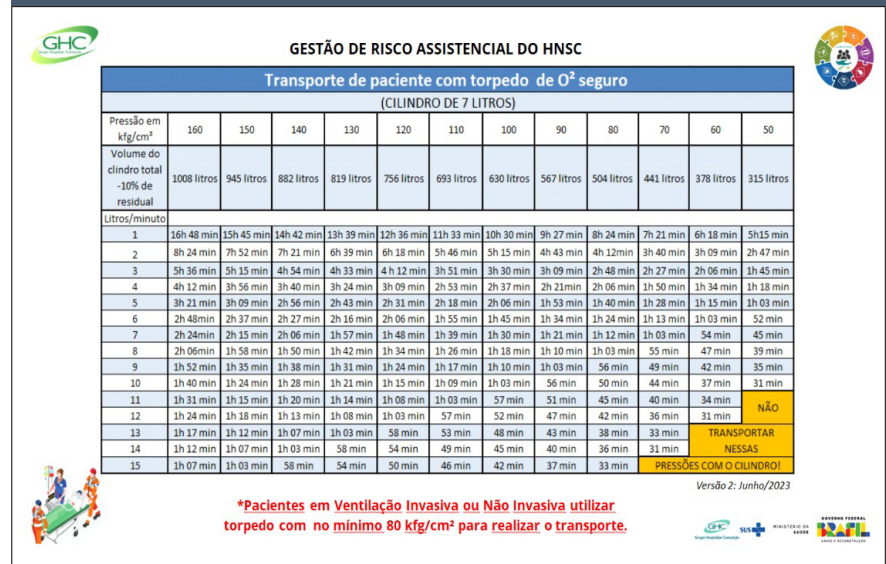 GHC
Grupo Hospitalar Conceição
GESTÃO DE RISCO ASSISTENCIAL DO HNSC
Transporte de paciente com torpedo de O² seguro
(CILINDRO DE 7 LITROS)
Pressão em kfg/cm² 160 150 140 130 120 110 100 90 80 70 60 50
Volume do clindro total -10% de residual 1008 litros 945 litros 882 litros 819 litros 756 litros 693 litros 630 litros 567 litros 504 litros 441 litros 378 litros 315 litros
Litros/minuto
1 16h 48 min 15h 45 min 14h 42 min 13h 39 min 12h 36 min 11h 33 min 10h 30 min 9h 27 min 8h 24 min 7h 21 min 6h 18 min 5h15 min
2 8h 24 min 7h 52 min 7h 21 min 6h 39 min 6h 18 min 5h 46 min 5h 15 min 4h 43 min 4h 12min 3h 40 min 3h 09 min 2h 47 min
3 5h 36 min 5h 15 min 4h 54 min 4h 33 min 4 h 12 min 3h 51 min 3h 30 min 3h 09 min 2h 48 min 2h 27 min 2h 06 min 1h 45 min
4 4h 12 min 3h 56 min 3h 40 min 3h 24 min 3h 09 min 2h 53 min 2h 37 min 2h 21min 2h 06 min 1h 50 min 1h 34 min 1h 18 min
5 3h 21 min 3h 09 min 2h 56 min 2h 43 min 2h 31 min 2h 18 min 2h 06 min 1h 53 min 1h 40 min 1h 28 min 1h 15 min 1h 03 min
6 2h 48min 2h 37 min 2h 27 min 2h 16 min 2h 06 min 1h 55 min 1h 45 min 1h 34 min 1h 24 min 1h 13 min 1h 03 min 52 min
7 2h 24min 2h 15 min 2h 06 min 1h 57 min 1h 48 min 1h 39 min 1h 30 min 1h 21 min 1h 12 min 1h 03 min 54 min 45 min
8 2h 06min 1h 58 min 1h 50 min 1h 42 min 1h 34 min 1h 26 min 1h 18 min 1h 10 min 1h 03 min 55 min 47 min 39 min
9 1h 52 min 1h 35 min 1h 38 min 1h 31 min 1h 24 min 1h 17 min 1h 10 min 1h 03 min 56 min 49 min 42 min 35 min
10 1h 40 min 1h 24 min 1h 28 min 1h 21 min 1h 15 min 1h 09 min 1h 03 min 56 min 50 min 44 min 37 min 31 min
11 1h 31 min 1h 15 min 1h 20 min 1h 14 min 1h 08 min 1h 03 min 57 min 51 min 45 min 40 min 34 min NÃO
12 1h 24 min 1h 18 min 1h 13 min 1h 08 min 1h 03 min 57 min 52 min 47 min 42 min 36 min 31 min
13 1h 17 min 1h 12 min 1h 07 min 1h 03 min 58 min 53 min 48 min 43 min 38 min 33 min TRANSPORTAR
14 1h 12 min 1h 07 min 1h 03 min 58 min 54 min 49 min 45 min 40 min 36 min 31 min NESSAS
15 1h 07 min 1h 03 min 58 min 54 min 50 min 46 min 42 min 37 min 33 min PRESSÕES COM O CILINDRO!
Versão 2: Junho/2023
*Pacientes em Ventilação Invasiva ou Não Invasiva utilizar
torpedo com no mínimo 80 kfg/cm² para realizar o transporte.
GHC
Grupo Hospitalar Conceição
SUS
MINISTÉRIO DA
SAÚDE
GOVERNO FEDERAL
BRASIL
UNIÃO E RECONSTRUÇÃO